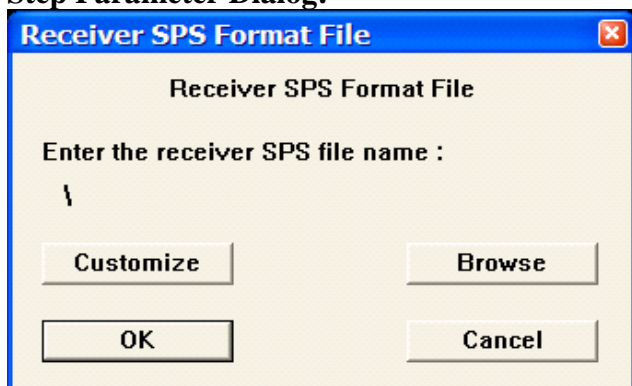 Step Parameter Dialog:
Receiver SPS Format File
Receiver SPS Format File
Enter the receiver SPS file name :
\
Customize Browse
OK Cancel